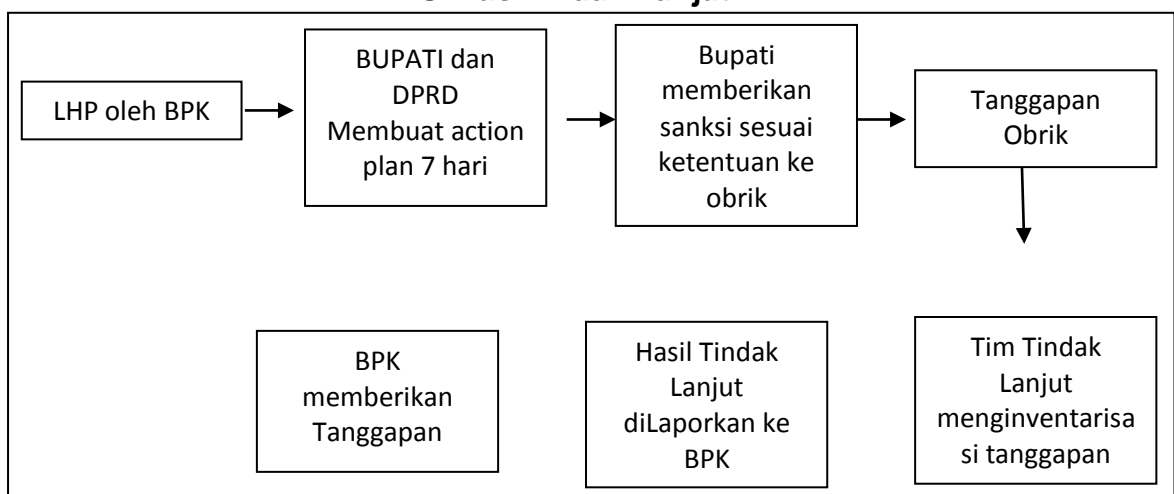 LHP oleh BPK
BUPATI dan
DPRD
Membuat action
plan 7 hari
Bupati
memberikan
sanksi sesuai
ketentuan ke
obrik
Tanggapan
Obrik
BPK
memberikan
Tanggapan
Hasil Tindak
Lanjut
diLaporkan ke
BPK
Tim Tindak
Lanjut
menginventarisa
si tanggapan